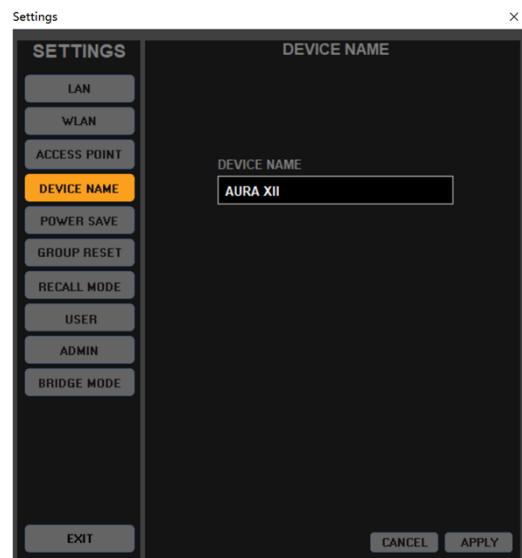 Settings
SETTINGS
LAN
WLAN
ACCESS POINT
DEVICE NAME
POWER SAVE
GROUP RESET
RECALL MODE
USER
ADMIN
BRIDGE MODE
EXIT
DEVICE NAME
DEVICE NAME
AURA XII
CANCEL
APPLY